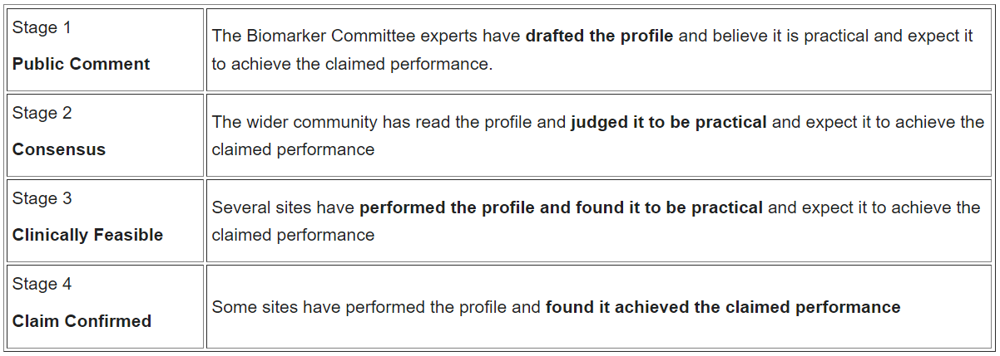 Stage 1
Public Comment
The Biomarker Committee experts have drafted the profile and believe it is practical and expect it
to achieve the claimed performance.
Stage 2
Consensus
The wider community has read the profile and judged it to be practical and expect it to achieve the
claimed performance
Stage 3
Clinically Feasible
Several sites have performed the profile and found it to be practical and expect it to achieve the
claimed performance
Stage 4
Claim Confirmed
Some sites have performed the profile and found it achieved the claimed performance